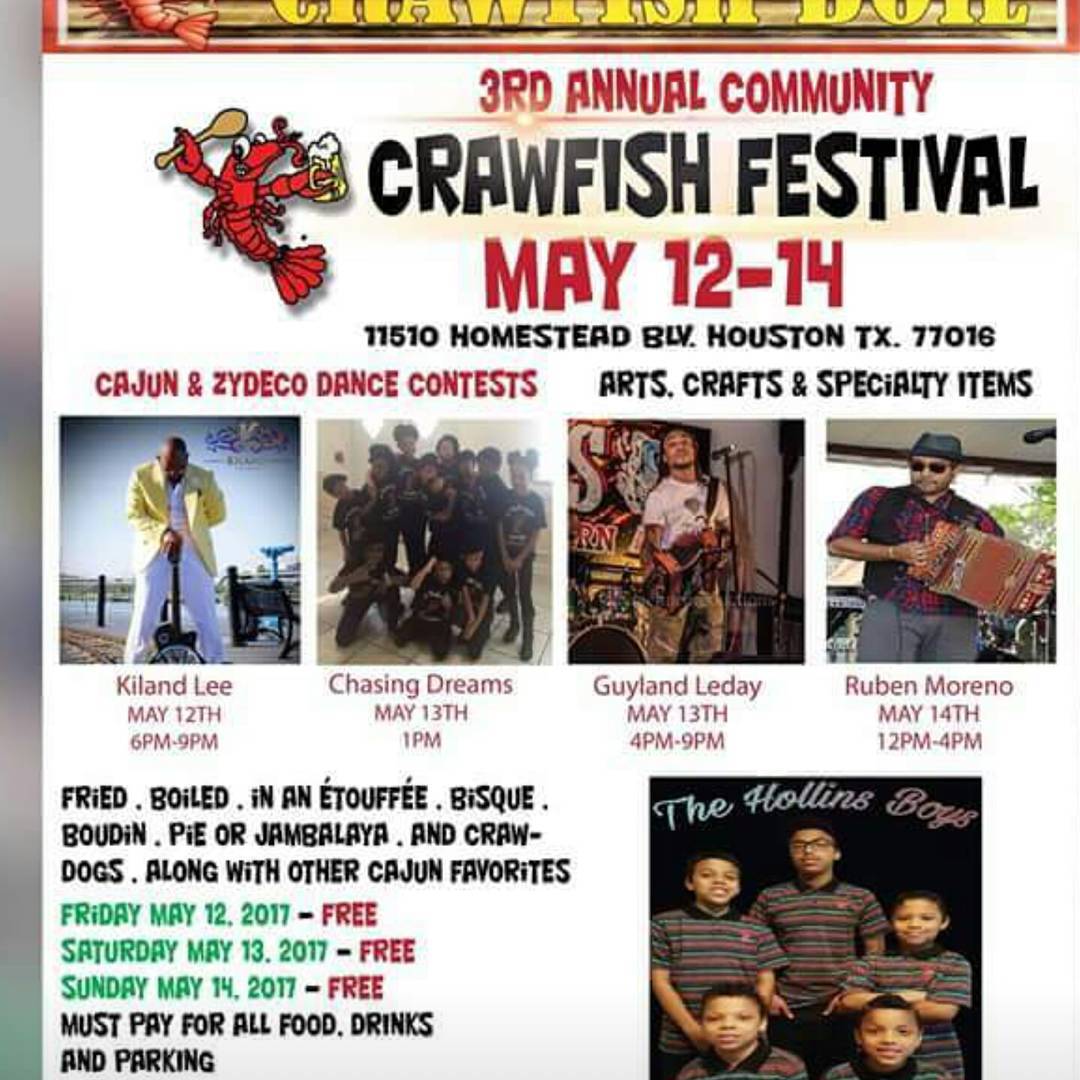 CRAWFISH BOIL
3RD ANNUAL COMMUNITY
CRAWFISH FESTIVAL
MAY 12-14
11510 HOMESTEAD BLV. HOUSTON TX. 77016
CAJUN & ZYDECO DANCE CONTESTS
ARTS, CRAFTS & SPECIALTY ITEMS
Kiland Lee
MAY 12TH
6PM-9PM
Chasing Dreams
MAY 13TH
1PM
Guyland Leday
MAY 13TH
4PM-9PM
Ruben Moreno
MAY 14TH
12PM-4PM
FRIED . BOILED . IN AN ÉTOUFFÉE . BISQUE .
BOUDIN . PIE OR JAMBALAYA . AND CRAW-
DOGS . ALONG WITH OTHER CAJUN FAVORITES
FRIDAY MAY 12, 2017 - FREE
SATURDAY MAY 13, 2017 - FREE
SUNDAY MAY 14, 2017 - FREE
MUST PAY FOR ALL FOOD, DRINKS
AND PARKING
The Hollins Boys